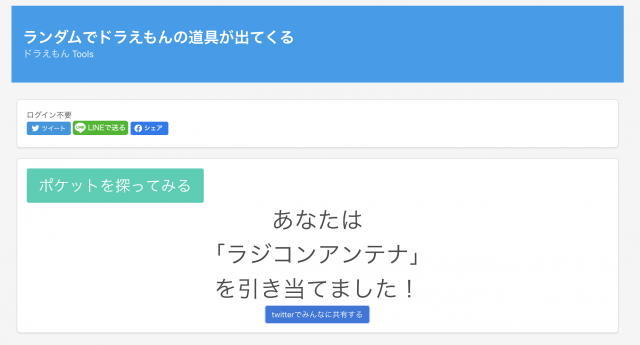 ランダムでドラえもんの道具が出てくる
ドラえもん Tools
ログイン不要
ツイート LINEで送る シェア
ポケットを探ってみる
あなたは
「ラジコンアンテナ」
を引き当てました！
twitterでみんなに共有する